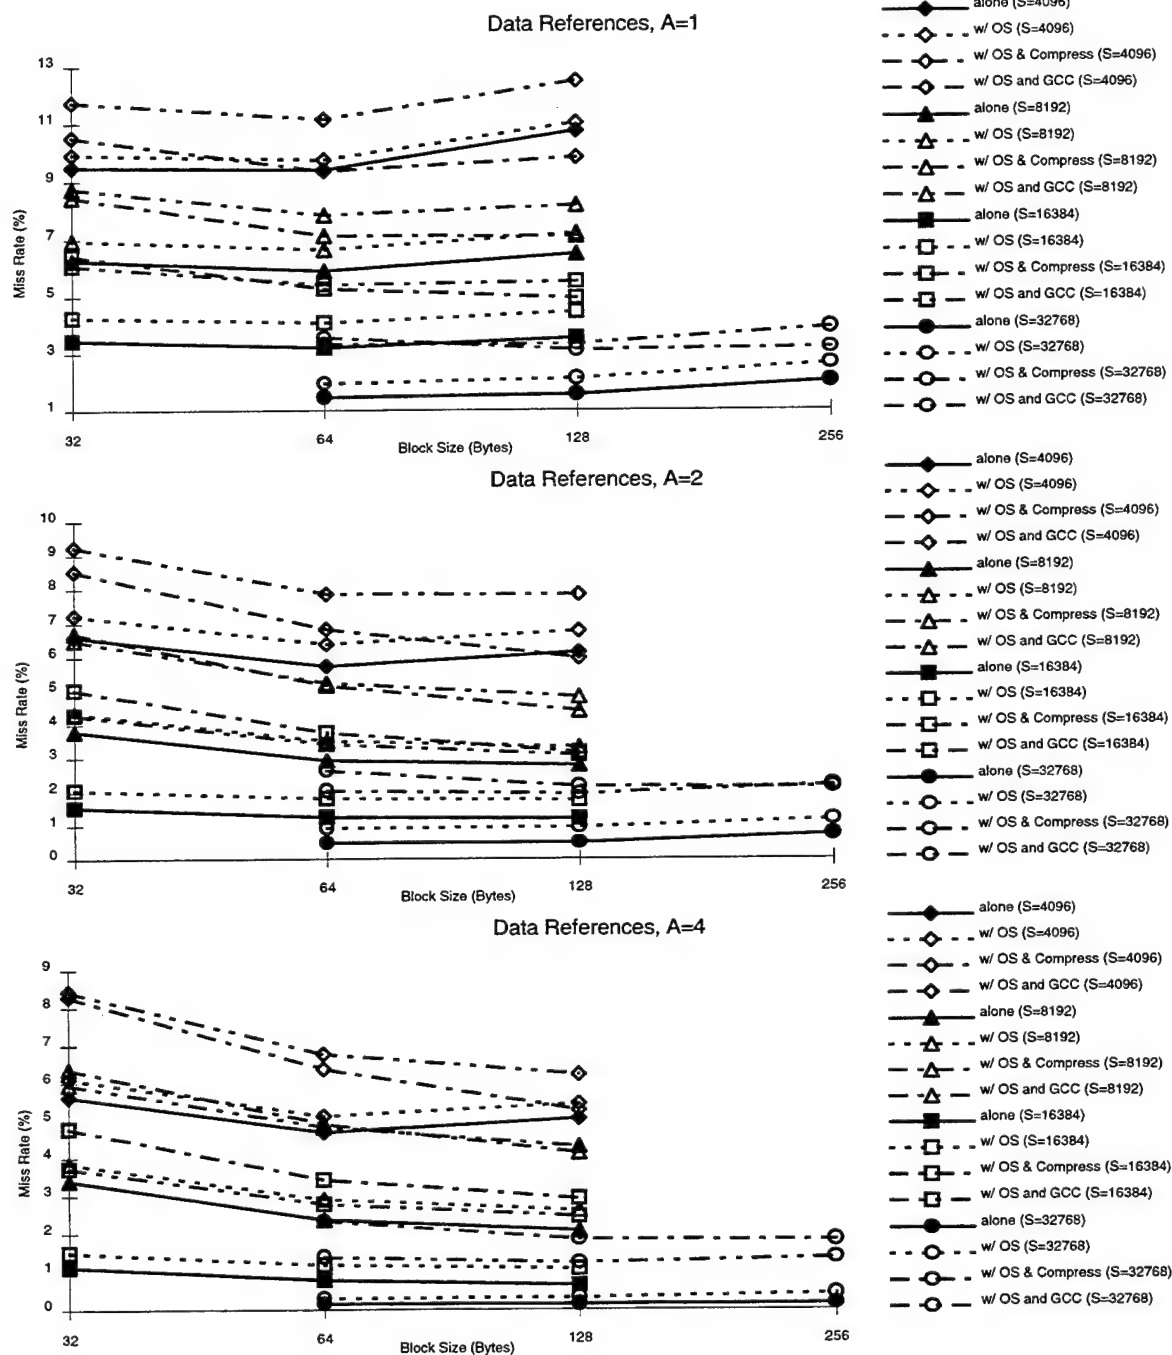 Data References, A=1
13
11
9
7
5
3
1
Miss Rate (%)
32
64
128
256
Block Size (Bytes)
alone (S=4096)
w/ OS (S=4096)
w/ OS & Compress (S=4096)
w/ OS and GCC (S=4096)
alone (S=8192)
w/ OS (S=8192)
w/ OS & Compress (S=8192)
w/ OS and GCC (S=8192)
alone (S=16384)
w/ OS (S=16384)
w/ OS & Compress (S=16384)
w/ OS and GCC (S=16384)
alone (S=32768)
w/ OS (S=32768)
w/ OS & Compress (S=32768)
w/ OS and GCC (S=32768)
Data References, A=2
10
9
8
7
6
5
4
3
2
1
0
Miss Rate (%)
32
64
128
256
Block Size (Bytes)
alone (S=4096)
w/ OS (S=4096)
w/ OS & Compress (S=4096)
w/ OS and GCC (S=4096)
alone (S=8192)
w/ OS (S=8192)
w/ OS & Compress (S=8192)
w/ OS and GCC (S=8192)
alone (S=16384)
w/ OS (S=16384)
w/ OS & Compress (S=16384)
w/ OS and GCC (S=16384)
alone (S=32768)
w/ OS (S=32768)
w/ OS & Compress (S=32768)
w/ OS and GCC (S=32768)
Data References, A=4
9
8
7
6
5
4
3
2
1
0
Miss Rate (%)
32
64
128
256
Block Size (Bytes)
alone (S=4096)
w/ OS (S=4096)
w/ OS & Compress (S=4096)
w/ OS and GCC (S=4096)
alone (S=8192)
w/ OS (S=8192)
w/ OS & Compress (S=8192)
w/ OS and GCC (S=8192)
alone (S=16384)
w/ OS (S=16384)
w/ OS & Compress (S=16384)
w/ OS and GCC (S=16384)
alone (S=32768)
w/ OS (S=32768)
w/ OS & Compress (S=32768)
w/ OS and GCC (S=32768)